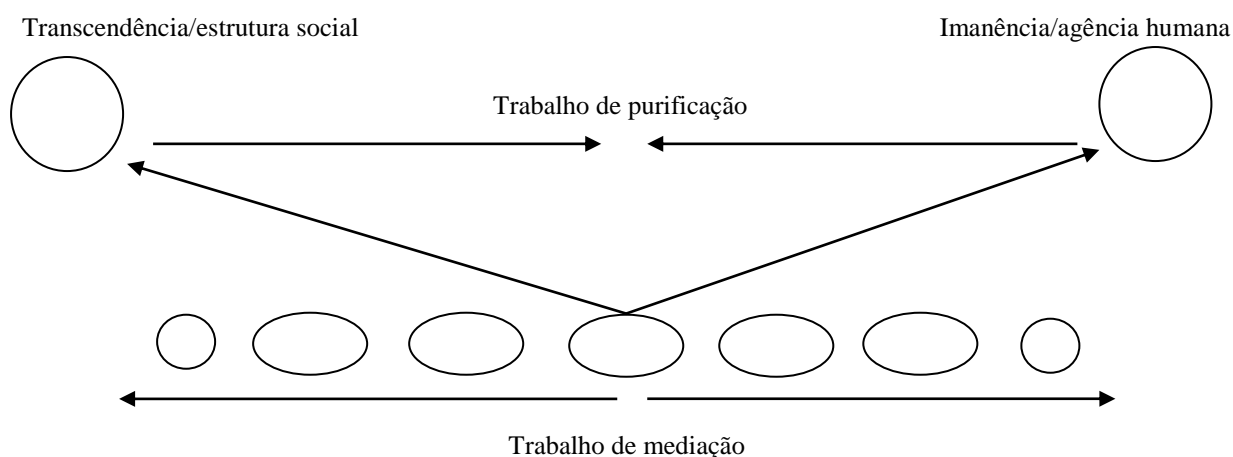 Transcendência/estrutura social
Imanência/agência humana
Trabalho de purificação
Trabalho de mediação